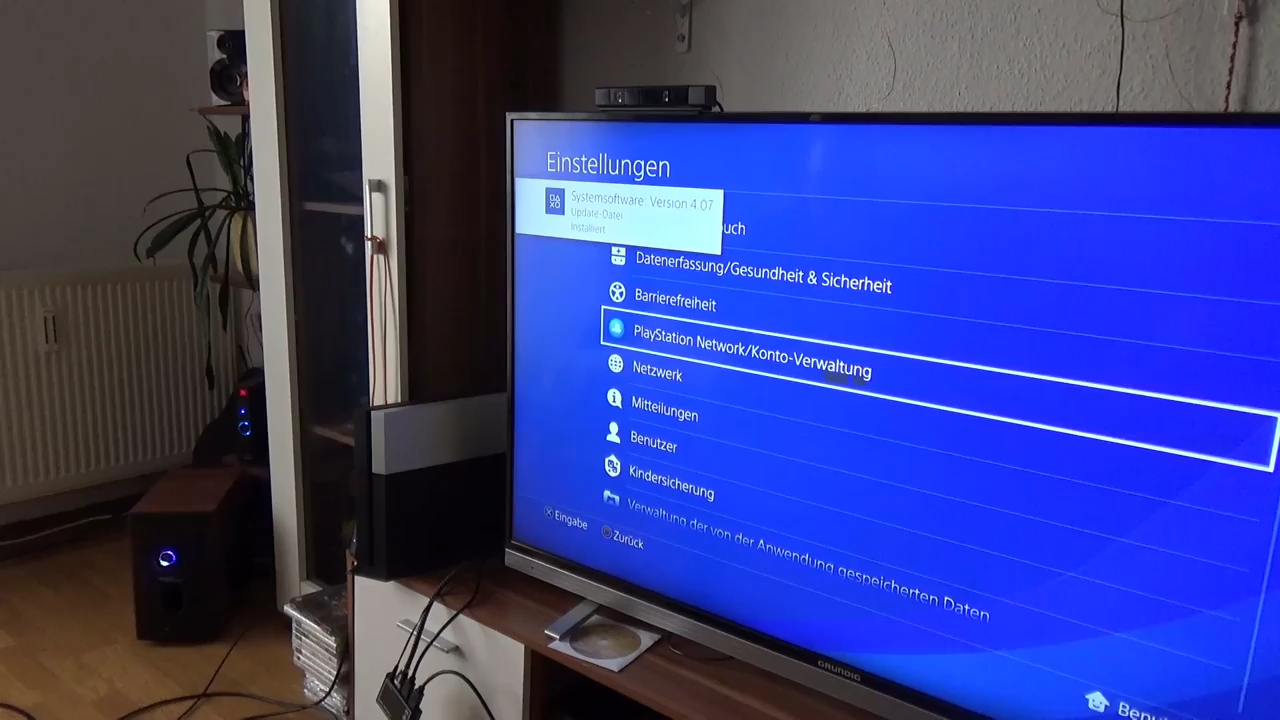 Einstellungen
Systemsoftware: Version 4.07
Update-Datei
Installiert
Datenerfassung/Gesundheit & Sicherheit
Barrierefreiheit
PlayStation Network/Konto-Verwaltung
Netzwerk
Mitteilungen
Benutzer
Kindersicherung
Verwaltung der von der Anwendung gespeicherten Daten
Eingabe
Zurück
GRUNDIG